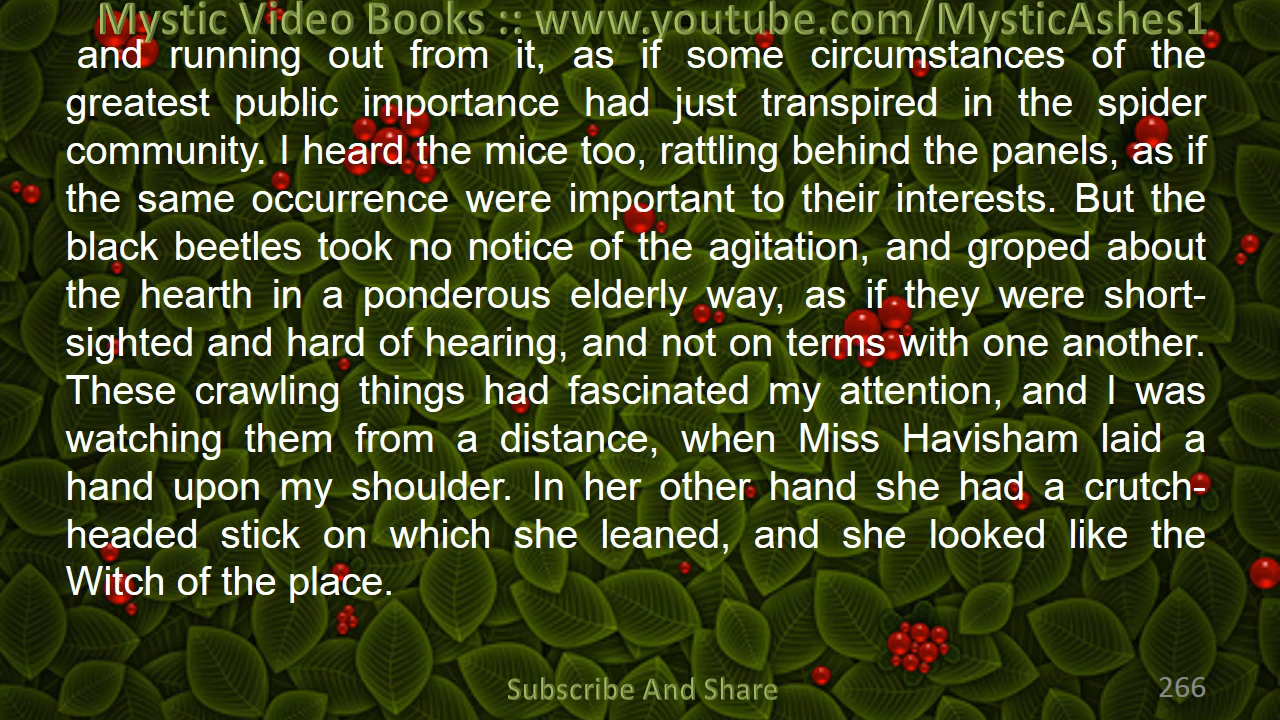 Mystic Video Books :: www.youtube.com/MysticAshes1
and running out from it, as if some circumstances of the
greatest public importance had just transpired in the spider
community. I heard the mice too, rattling behind the panels, as if
the same occurrence were important to their interests. But the
black beetles took no notice of the agitation, and groped about
the hearth in a ponderous elderly way, as if they were short-
sighted and hard of hearing, and not on terms with one another.
These crawling things had fascinated my attention, and I was
watching them from a distance, when Miss Havisham laid a
hand upon my shoulder. In her other hand she had a crutch-
headed stick on which she leaned, and she looked like the
Witch of the place.
Subscribe And Share
266